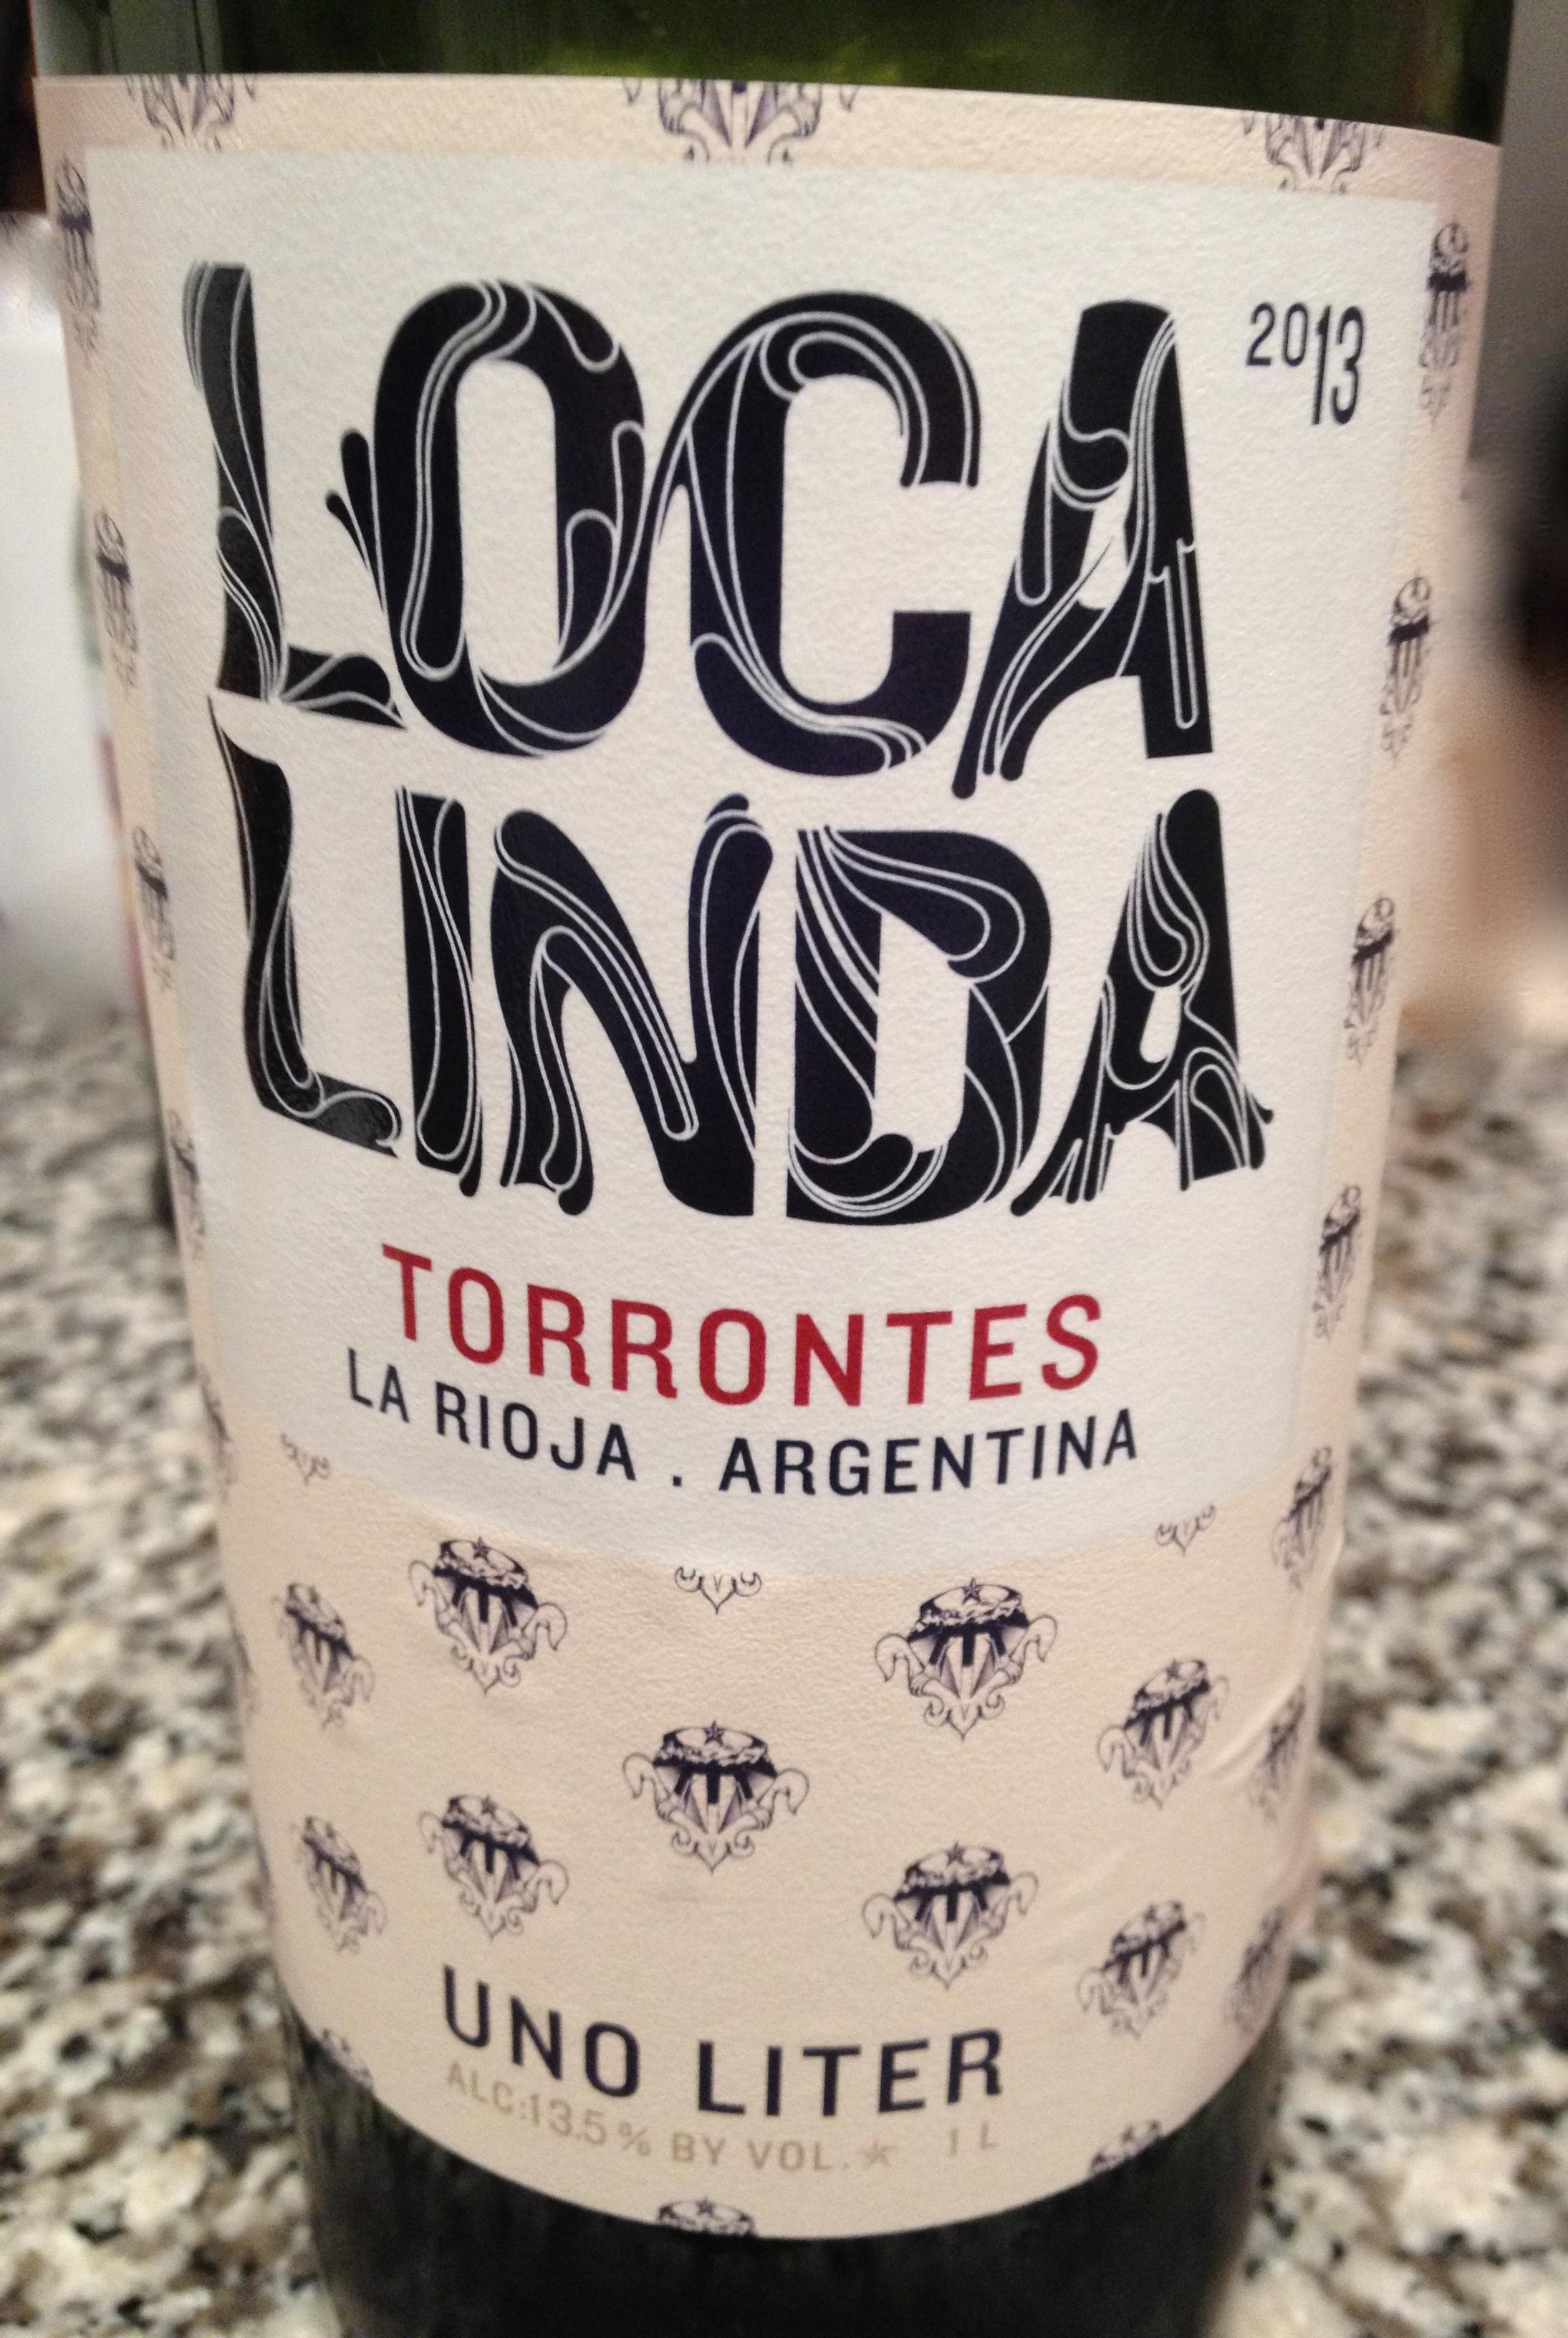 LOCA
2013
LINDA
TORRONTES
LA RIOJA . ARGENTINA
UNO LITER
ALC:13.5% BY VOL.★ 1 L